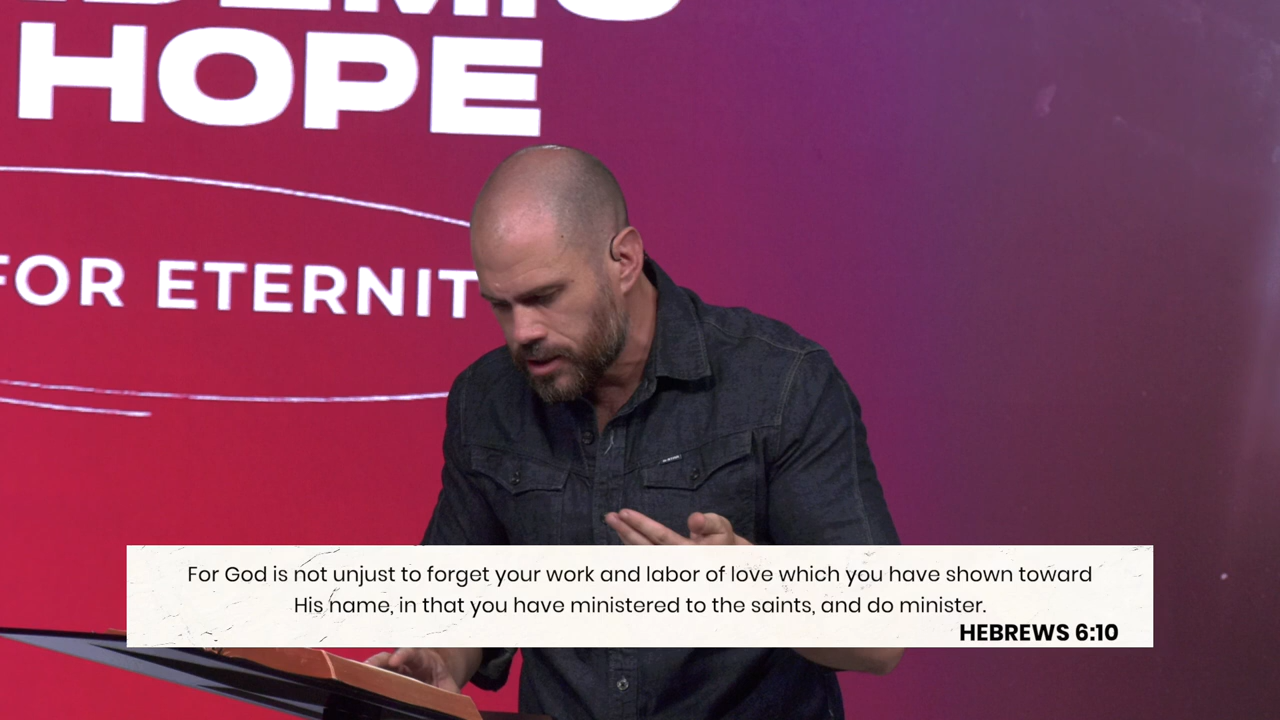 HOPE
FOR ETERNIT
For God is not unjust to forget your work and labor of love which you have shown toward
His name, in that you have ministered to the saints, and do minister.
HEBREWS 6:10